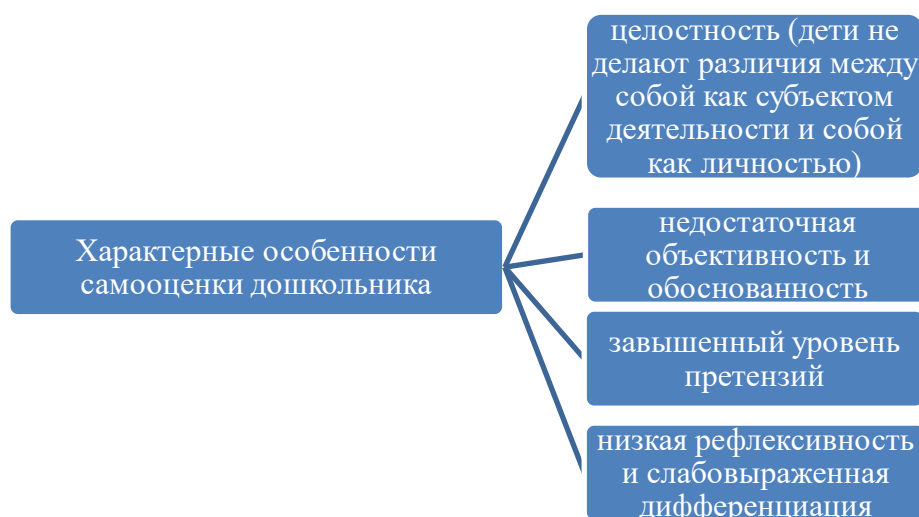 целостность (дети не
делают различия между
собой как субъектом
деятельности и собой
как личностью)
Характерные особенности
самооценки дошкольника
недостаточная
объективность и
обоснованность
завышенный уровень
претензий
низкая рефлексивность
и слабовыраженная
дифференциация